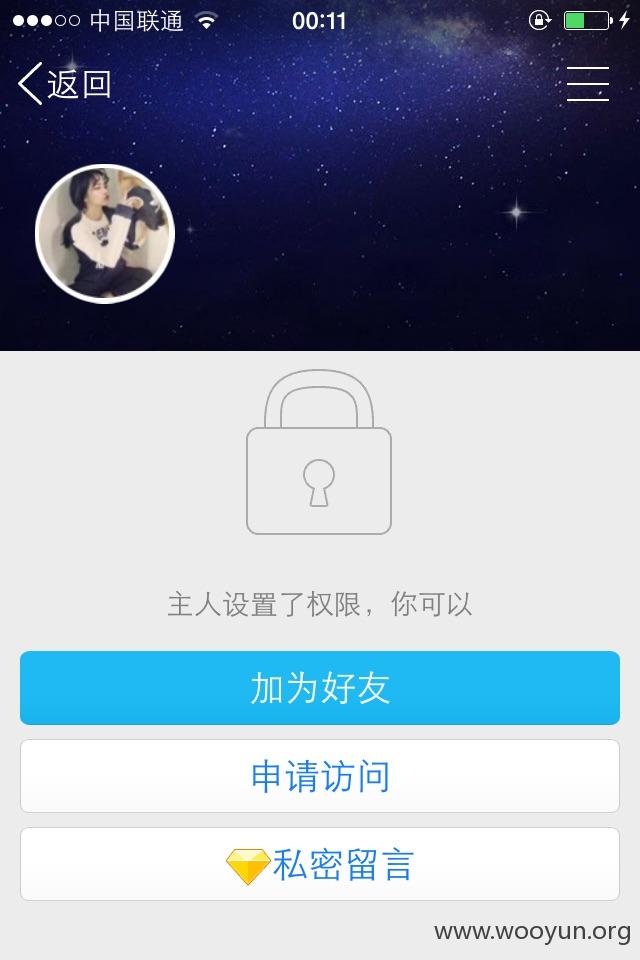 中国联通 00:11
返回
主人设置了权限，你可以
加为好友
申请访问
私密留言
www.wooyun.org